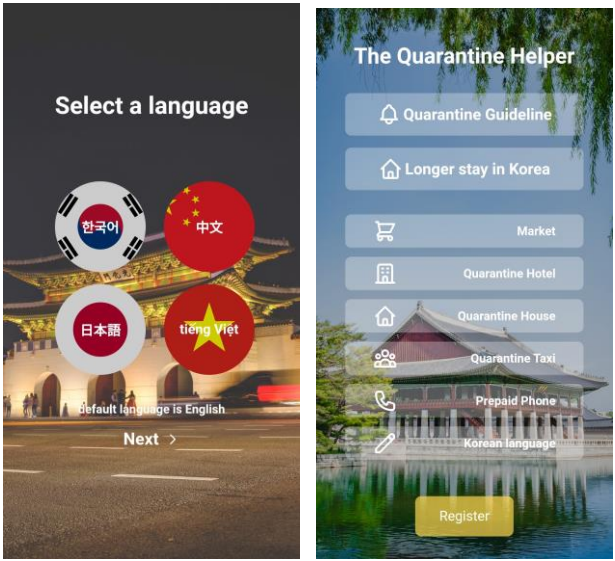 Select a language
한국어
中文
日本語
tiếng Việt
default language is English
Next
The Quarantine Helper
Quarantine Guideline
Longer stay in Korea
Market
Quarantine Hotel
Quarantine House
Quarantine Taxi
Prepaid Phone
Korean language
Register